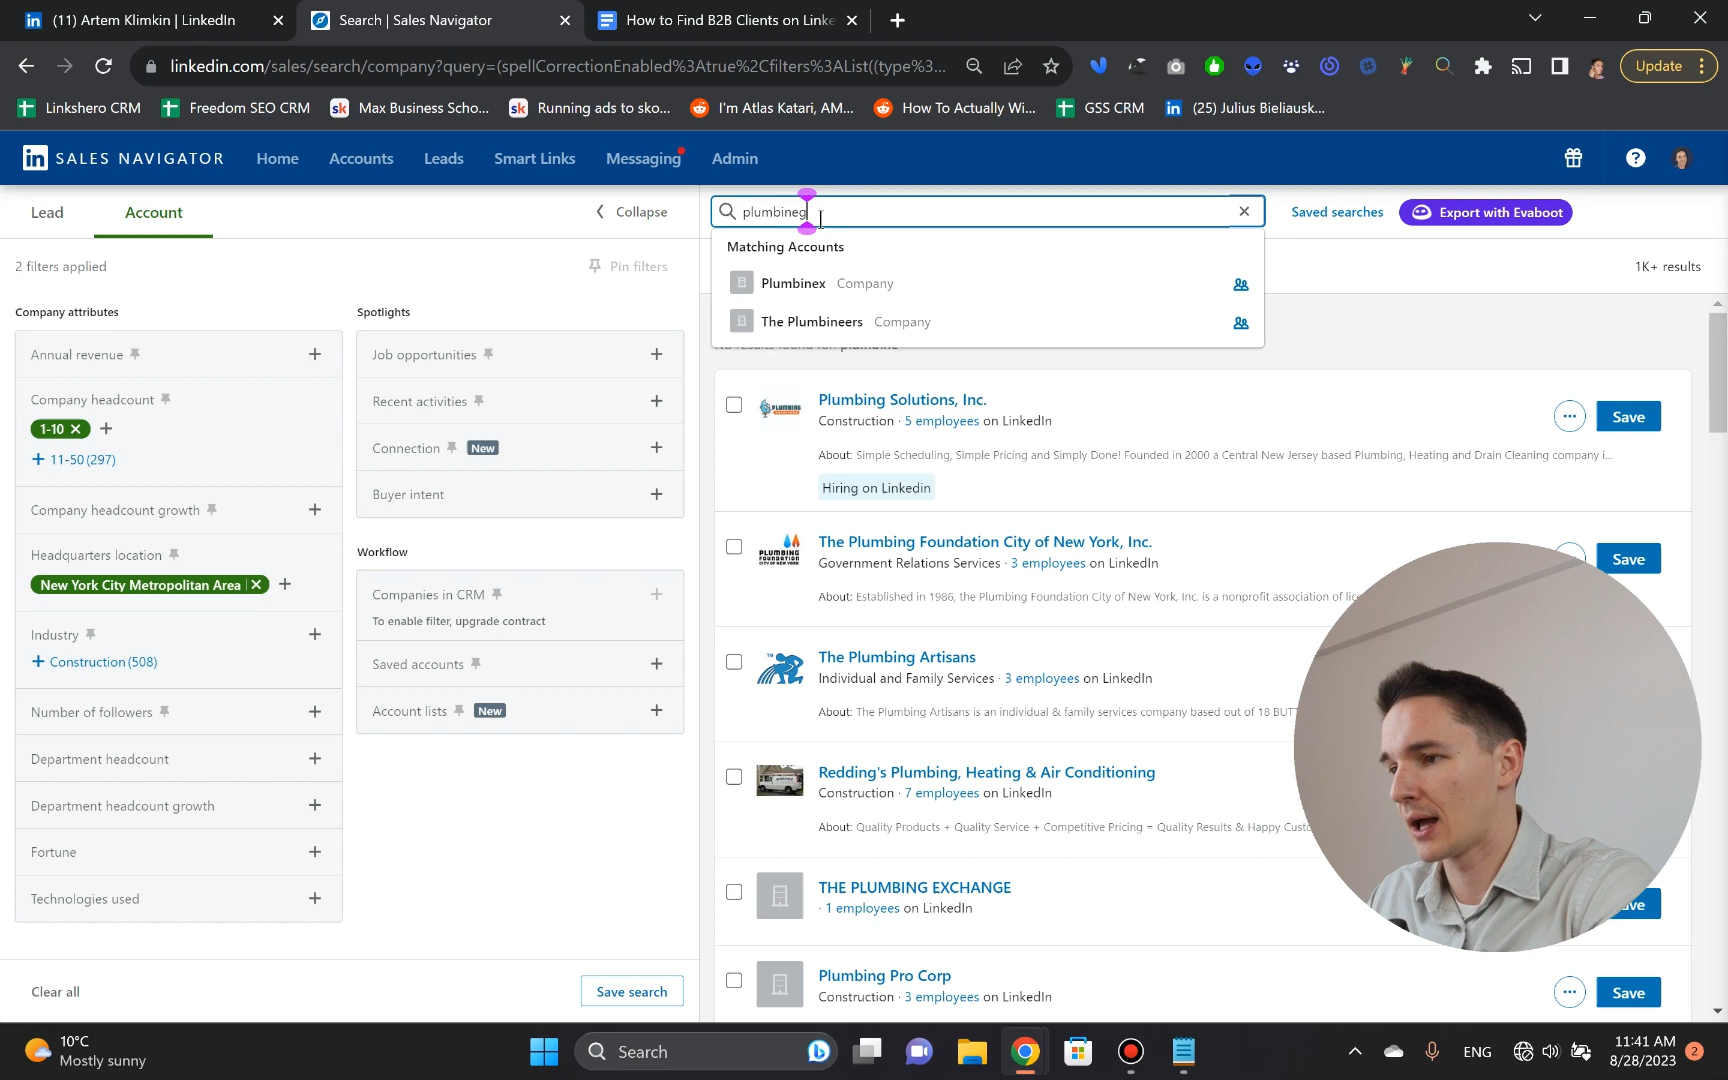 (11) Artem Klimkin | LinkedIn
Search | Sales Navigator
How to Find B2B Clients on Linke
linkedin.com/sales/search/company?query=(spellCorrectionEnabled%3Atrue%2Cfilters%3AList((type%3...
Update
Linkshero CRM
Freedom SEO CRM
Max Business Scho...
Running ads to sko...
I'm Atlas Katari, AM...
How To Actually Wi...
GSS CRM
(25) Julius Bieliausk...
SALES NAVIGATOR
Home
Accounts
Leads
Smart Links
Messaging
Admin
Lead
Account
Collapse
plumbineg
Saved searches
Export with Evaboot
2 filters applied
Pin filters
Matching Accounts
1K+ results
Plumbinex Company
The Plumbineers Company
Company attributes
Annual revenue
Company headcount
1-10
11-50 (297)
Company headcount growth
Headquarters location
New York City Metropolitan Area
Industry
Construction (508)
Number of followers
Department headcount
Department headcount growth
Fortune
Technologies used
Spotlights
Job opportunities
Recent activities
Connection New
Buyer intent
Workflow
Companies in CRM
To enable filter, upgrade contract
Saved accounts
Account lists New
Clear all
Save search
Plumbing Solutions, Inc.
Construction · 5 employees on LinkedIn
About: Simple Scheduling, Simple Pricing and Simply Done! Founded in 2000 a Central New Jersey based Plumbing, Heating and Drain Cleaning company i...
Hiring on Linkedin
Save
PLUMBING FOUNDATION
CITY OF NEW YORK
The Plumbing Foundation City of New York, Inc.
Government Relations Services · 3 employees on LinkedIn
About: Established in 1986, the Plumbing Foundation City of New York, Inc. is a nonprofit association of
Save
The Plumbing Artisans
Individual and Family Services · 3 employees on LinkedIn
About: The Plumbing Artisans is an individual & family services company based out of 18 BUTT
Redding's Plumbing, Heating & Air Conditioning
Construction · 7 employees on LinkedIn
About: Quality Products + Quality Service + Competitive Pricing = Quality Results & Happy
THE PLUMBING EXCHANGE
· 1 employees on LinkedIn
Plumbing Pro Corp
Construction · 3 employees on LinkedIn
Save
10°C
Mostly sunny
Search
ENG
11:41 AM
8/28/2023
2